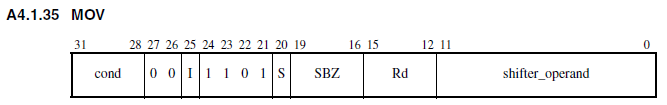 A4.1.35 MOV
31 28 27 26 25 24 23 22 21 20 19 16 15 12 11 0
cond 0 0 I 1 1 0 1 S SBZ Rd shifter_operand